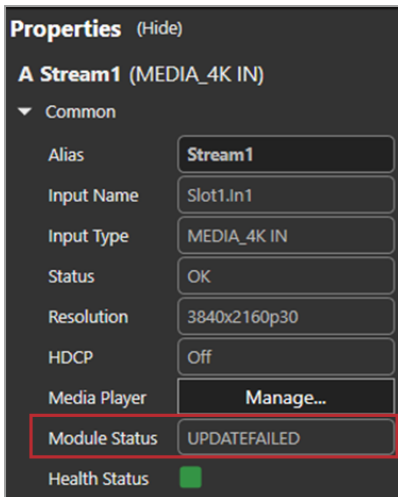 Properties (Hide)
A Stream1 (MEDIA_4K IN)
Common
Alias Stream1
Input Name Slot1.In1
Input Type MEDIA_4K IN
Status OK
Resolution 3840x2160p30
HDCP Off
Media Player Manage...
Module Status UPDATEFAILED
Health Status